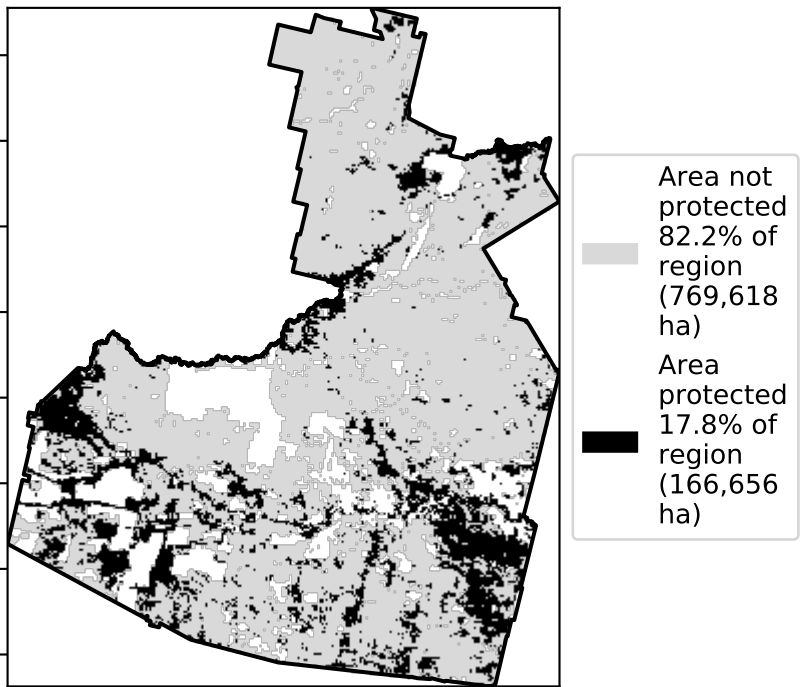 Area not
protected
82.2% of
region
(769,618
ha)
Area
protected
17.8% of
region
(166,656
ha)